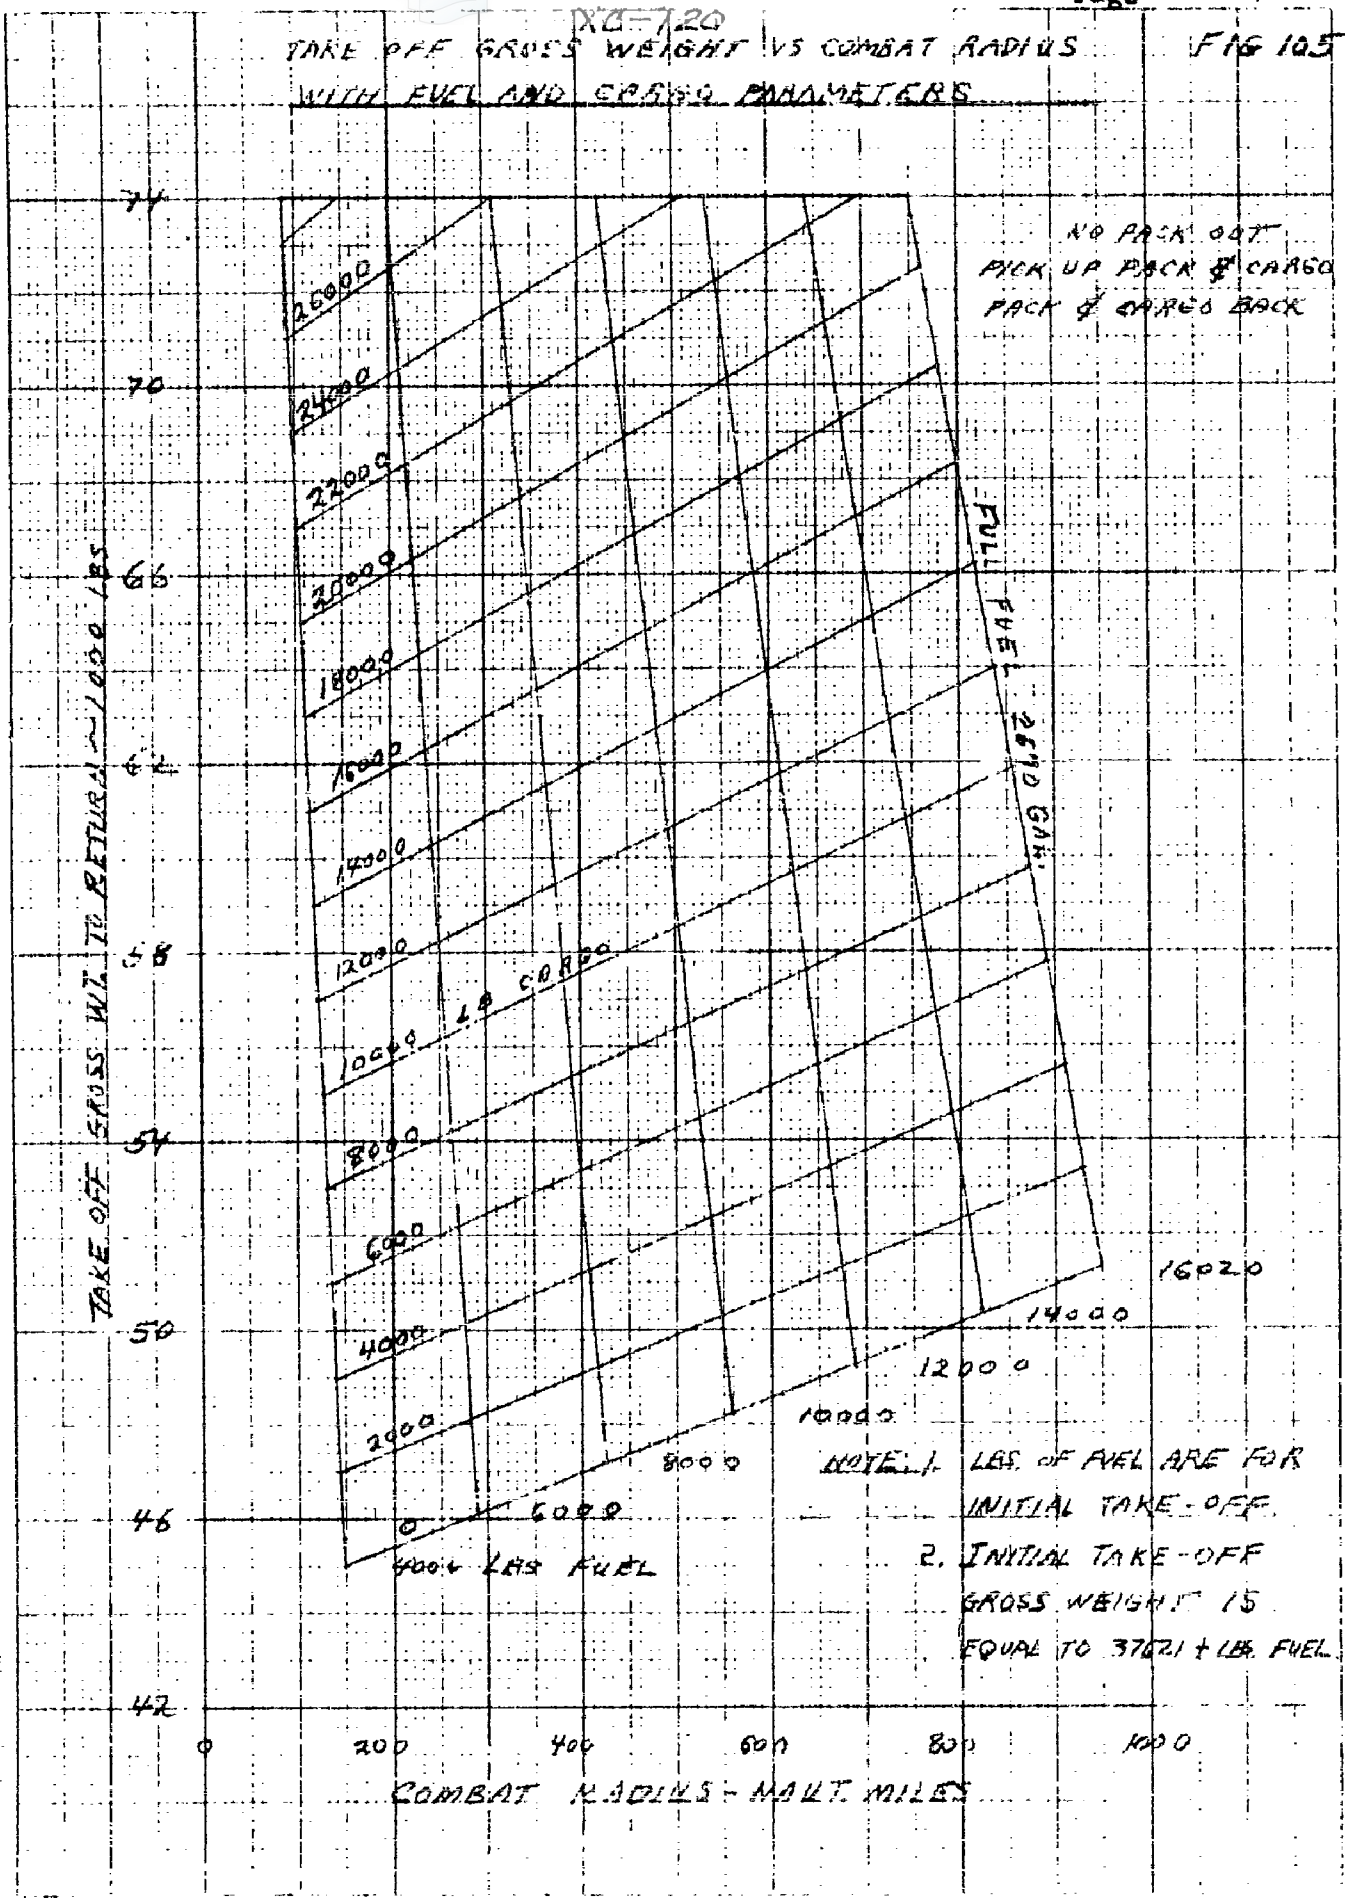 XC-120
TAKE OFF GROSS WEIGHT VS COMBAT RADIUS
WITH FUEL AND CARGO PARAMETERS
FIG 105
NO PACK OUT
PICK UP PACK & CARGO
PACK & CARGO BACK
TAKE OFF GROSS WT. TO RETURN ~ 1000 LBS
74
70
66
62
58
54
50
46
42
26000
24000
22000
20000
18000
16000
14000
12000
10000 LB CARGO
8000
6000
4000
2000
0
FULL FUEL 2670 GAL.
4000 LBS FUEL
6000
8000
10000
12000
14000
16020
NOTE: 1. LBS. OF FUEL ARE FOR
INITIAL TAKE-OFF.
2. INITIAL TAKE-OFF
GROSS WEIGHT IS
EQUAL TO 37621 + LBS. FUEL
0 200 400 600 800 1000
COMBAT RADIUS - NAUT. MILES